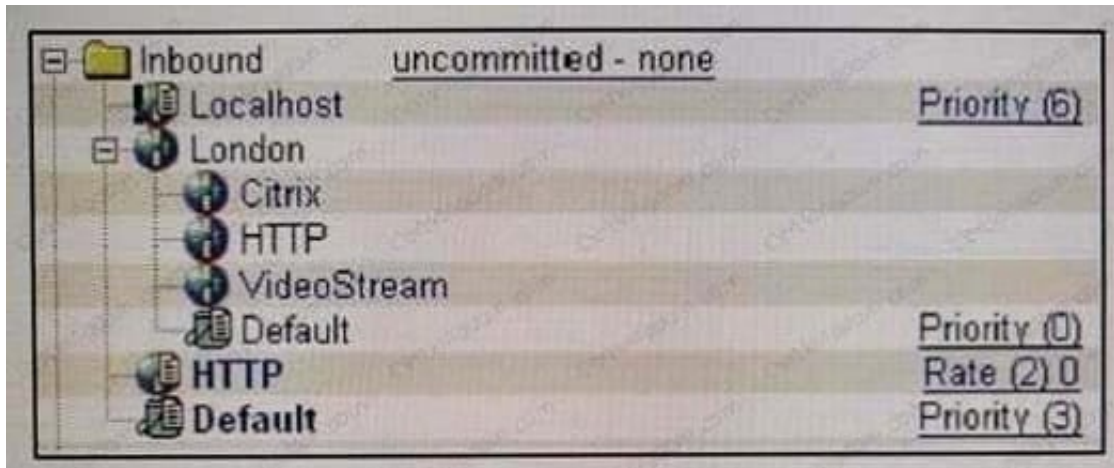 Inbound uncommitted - none
Localhost Priority (6)
London
Citrix
HTTP
VideoStream
Default Priority (0)
HTTP Rate (2) 0
Default Priority (3)